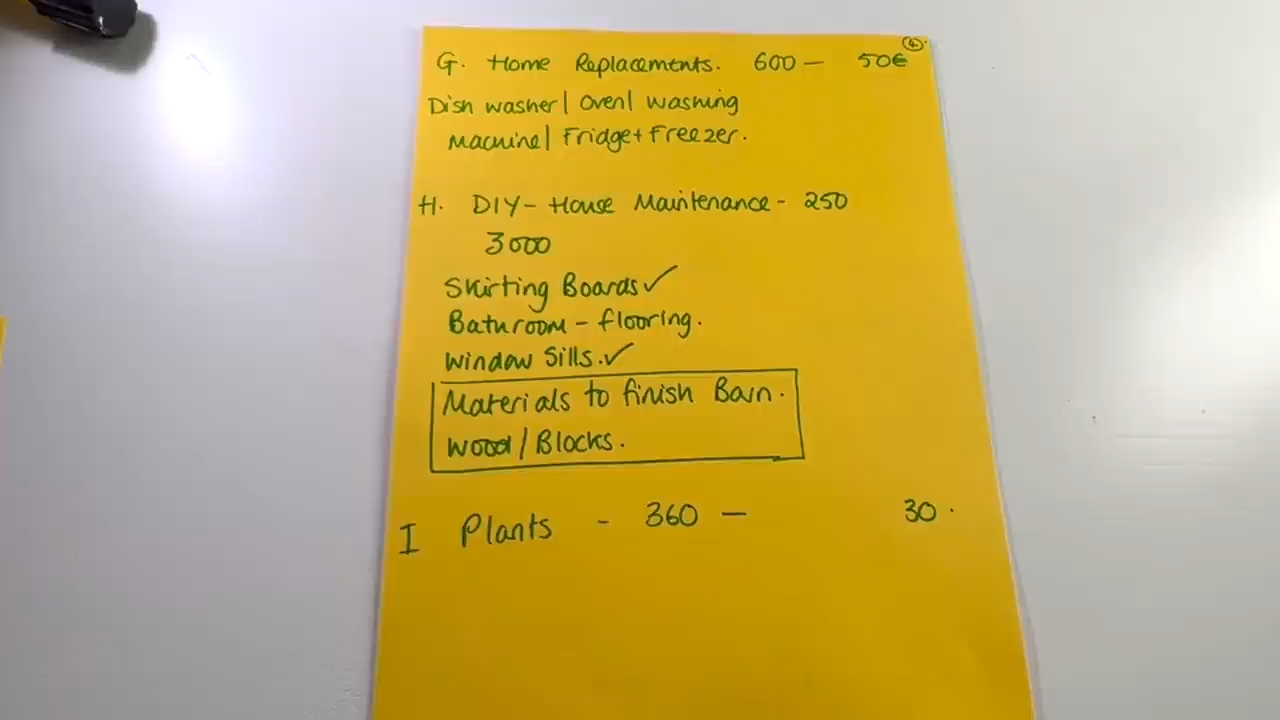 ④.
G. Home Replacements. 600 — 50€
Dish washer/ Oven/ washing
Machine/ Fridge+Freezer.
H. DIY - House Maintenance - 250
3000
Skirting Boards ✓
Bathroom - flooring.
Window Sills. ✓
Materials to finish Barn.
Wood/Blocks.
I Plants - 360 — 30.